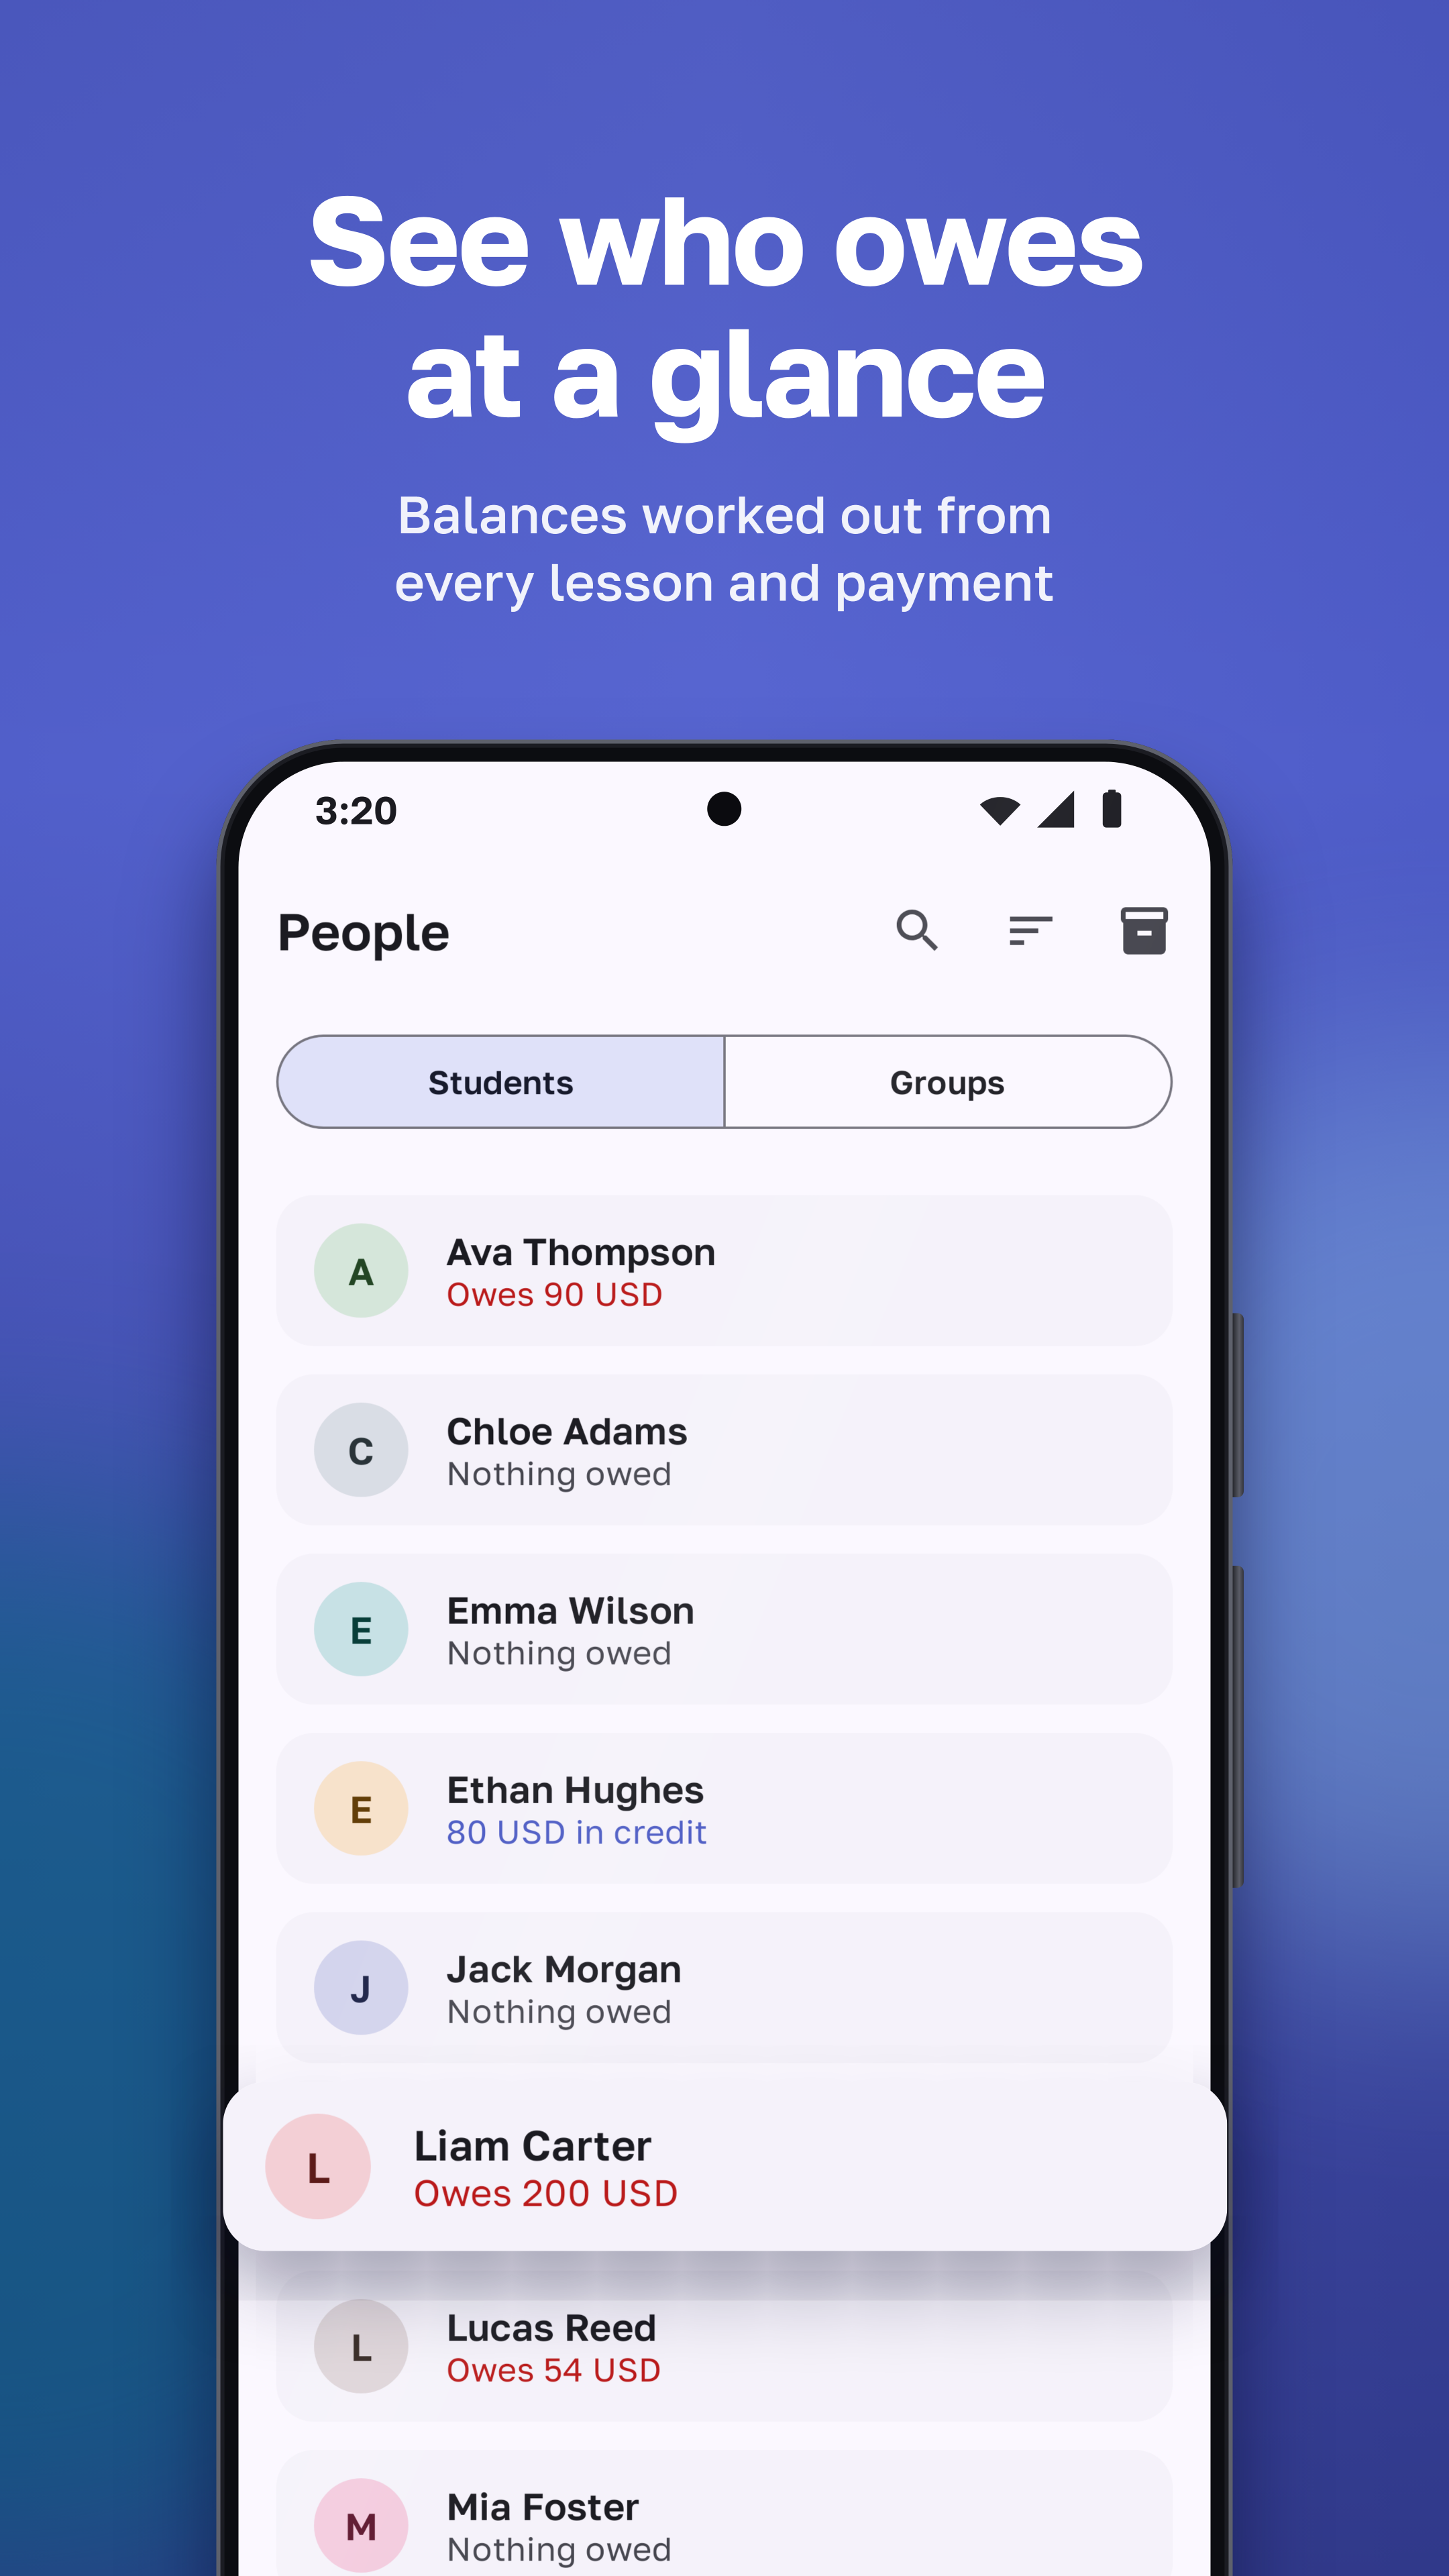 See who owes
at a glance
Balances worked out from
every lesson and payment
3:20
People
Students
Groups
A
Ava Thompson
Owes 90 USD
C
Chloe Adams
Nothing owed
E
Emma Wilson
Nothing owed
E
Ethan Hughes
80 USD in credit
J
Jack Morgan
Nothing owed
L
Liam Carter
Owes 200 USD
L
Lucas Reed
Owes 54 USD
M
Mia Foster
Nothing owed